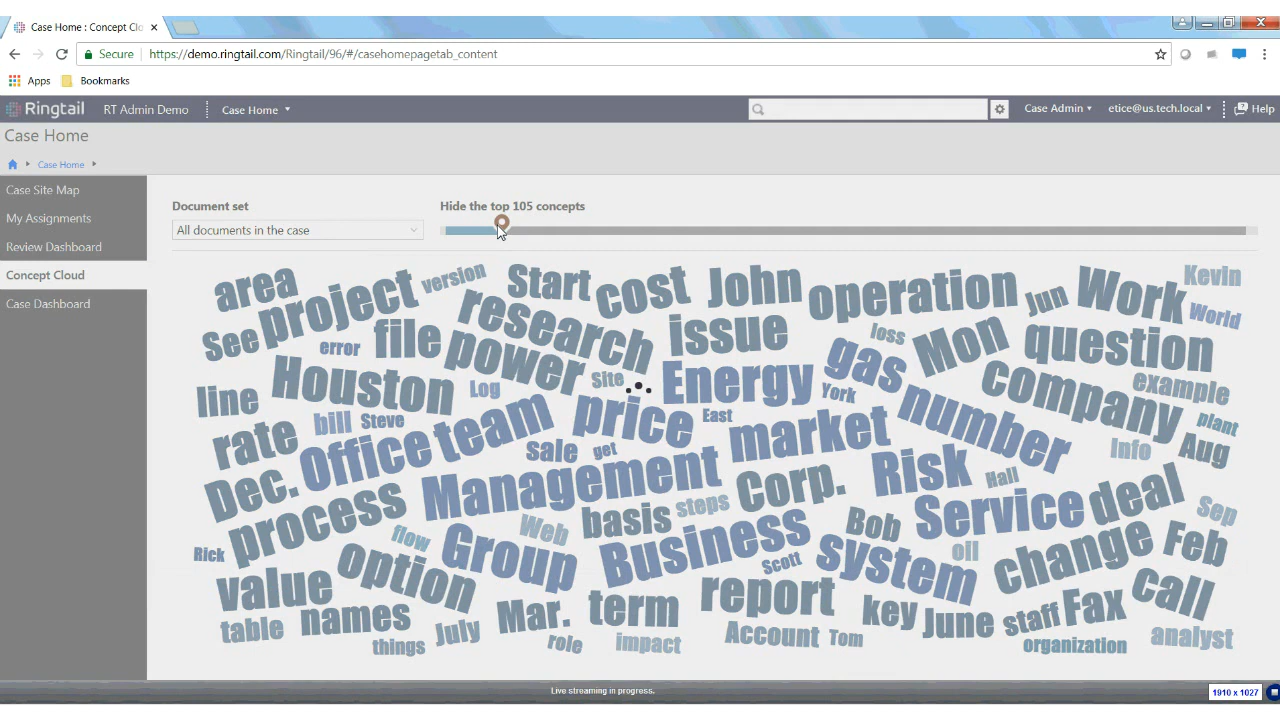 Case Home : Concept Clo
Secure https://demo.ringtail.com/Ringtail/96/#/casehomepagetab_content
Apps Bookmarks
Ringtail RT Admin Demo Case Home Case Admin etice@us.tech.local Help
Case Home
Case Home
Case Site Map
My Assignments
Review Dashboard
Concept Cloud
Case Dashboard
Document set Hide the top 105 concepts
All documents in the case
area project version Start cost John operation Jun Work Kevin
World
See error file research power issue loss Mon question
Houston Log Site Energy gas York company example
line bill Steve price East number plant
rate Office team sale get market Info Aug
Dec. Management steps Corp. Risk Hall deal Sep
process flow Web basis Business Bob Service
Rick Group Scott system oil change Feb
value option report call
table names things July Mar. role term impact Account Tom key June staff Fax organization analyst
Live streaming in progress.
1910 x 1027